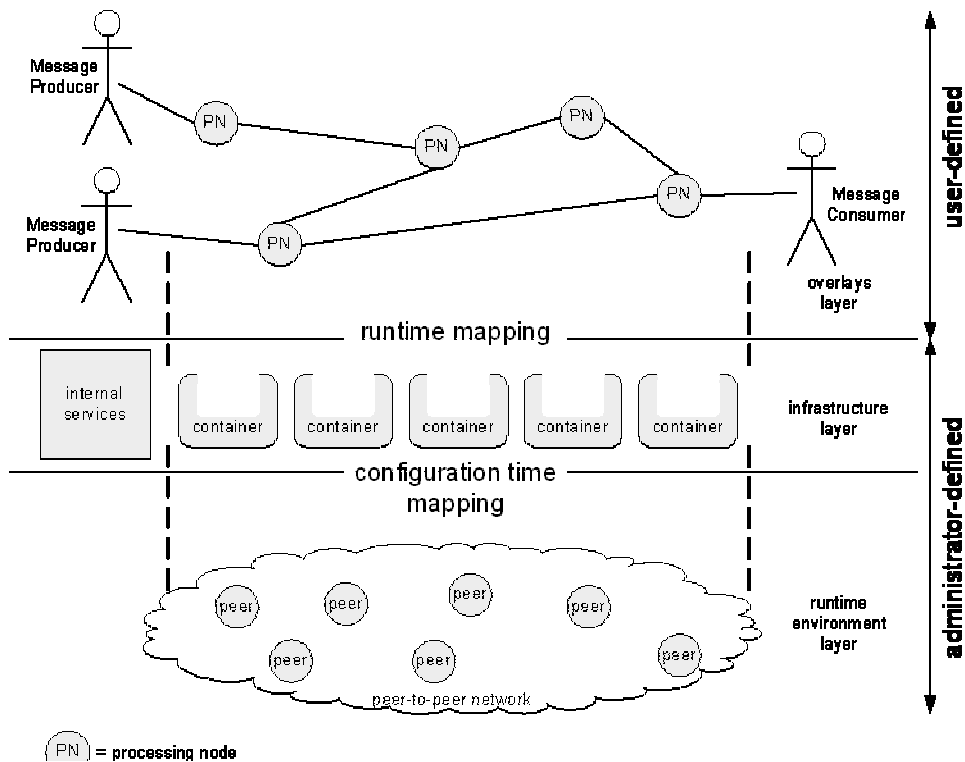 Message
Producer
PN
PN
PN
user-defined
Message
Producer
PN
PN
Message
Consumer
overlays
layer
runtime mapping
internal
services
container
container
container
container
container
infrastructure
layer
configuration time
mapping
administrator-defined
peer
peer
peer
peer
runtime
environment
layer
peer
peer
peer
peer-to-peer network
PN = processing node